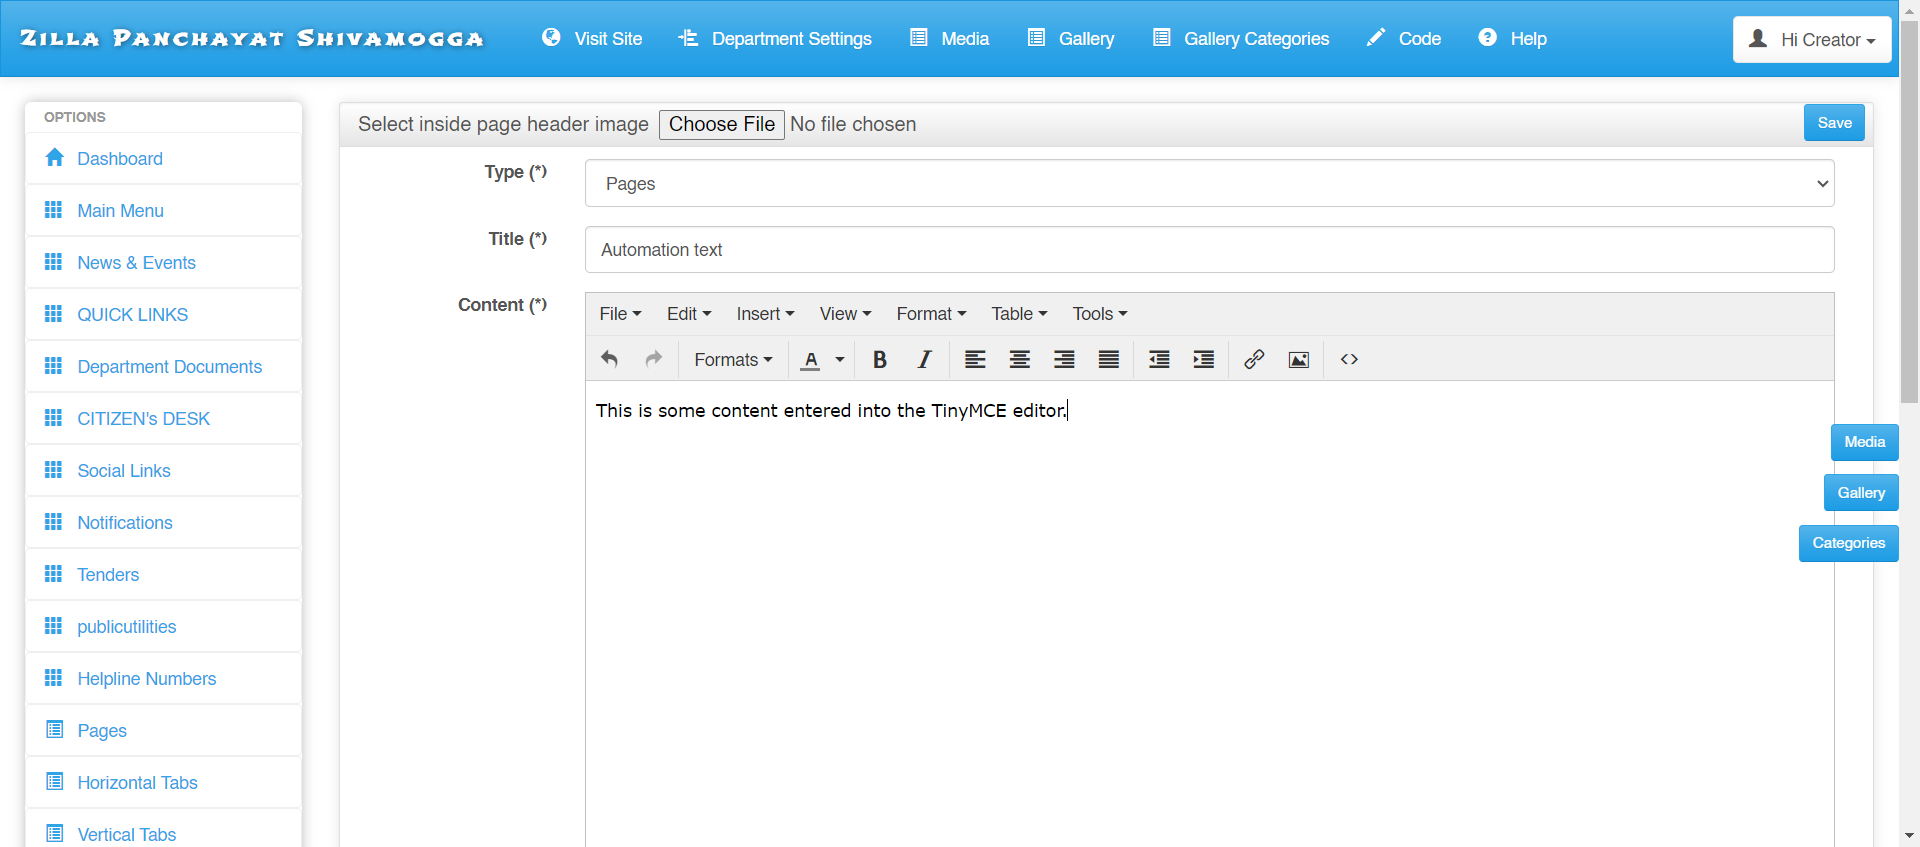 Zilla Panchayat Shivamogga
Visit Site
Department Settings
Media
Gallery
Gallery Categories
Code
Help
Hi Creator
OPTIONS
Dashboard
Main Menu
News & Events
QUICK LINKS
Department Documents
CITIZEN's DESK
Social Links
Notifications
Tenders
publicutilities
Helpline Numbers
Pages
Horizontal Tabs
Vertical Tabs
Select inside page header image Choose File No file chosen
Save
Type (*)
Pages
Title (*)
Automation text
Content (*)
File Edit Insert View Format Table Tools
Formats A B I
This is some content entered into the TinyMCE editor.
Media
Gallery
Categories